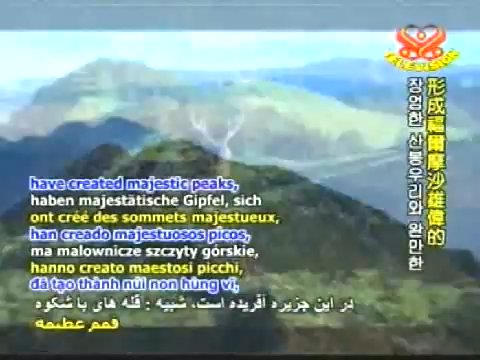 TELEVISION
形成福爾摩沙雄偉的
장엄한 산봉우리와 완만한
have created majestic peaks,
haben majestätische Gipfel, sich
ont créé des sommets majestueux,
han creado majestuosos picos,
ma malownicze szczyty górskie,
hanno creato maestosi picchi,
đã tạo thành núi non hùng vĩ,
در این جزیره آفریده است، شبیه : قله های با شکوه
قمم عظيمة